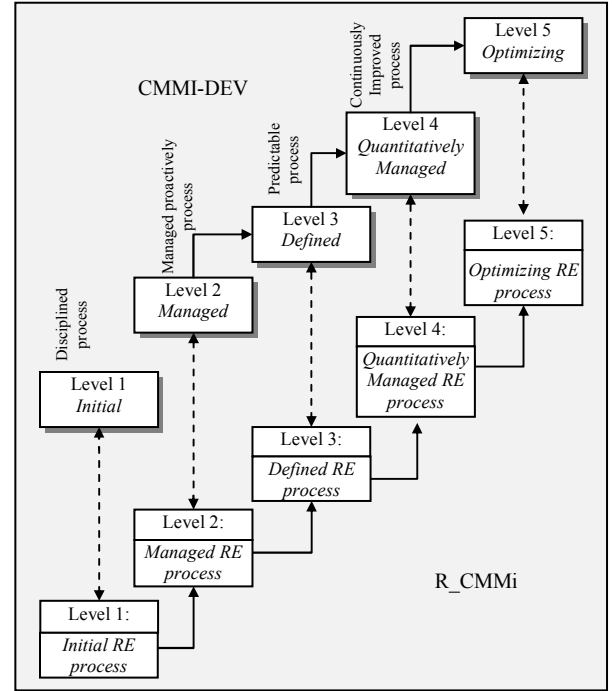 Level 5
Optimizing
Continuously
Improved
process
CMMI-DEV
Level 4
Quantitatively
Managed
Predictable
process
Level 3
Defined
Managed proactively
process
Level 2
Managed
Disciplined
process
Level 1
Initial
Level 5:
Optimizing RE
process
Level 4:
Quantitatively
Managed RE
process
Level 3:
Defined RE
process
Level 2:
Managed RE
process
R_CMMi
Level 1:
Initial RE
process